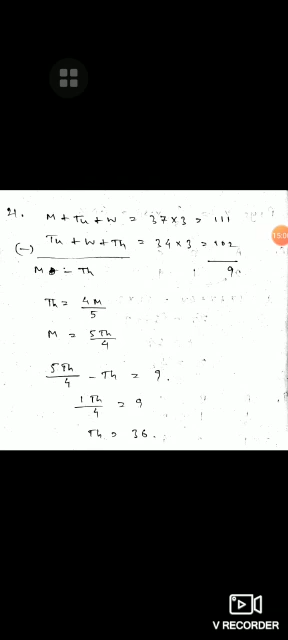 21. M + Tu + W = 37 × 3 = 111
15:0
(-) Tu + W + Th = 34 × 3 = 102
M - Th 9
Th = 4M/5
M = 5Th/4
5Th/4 - Th = 9.
1Th/4 = 9
Th = 36.
V RECORDER